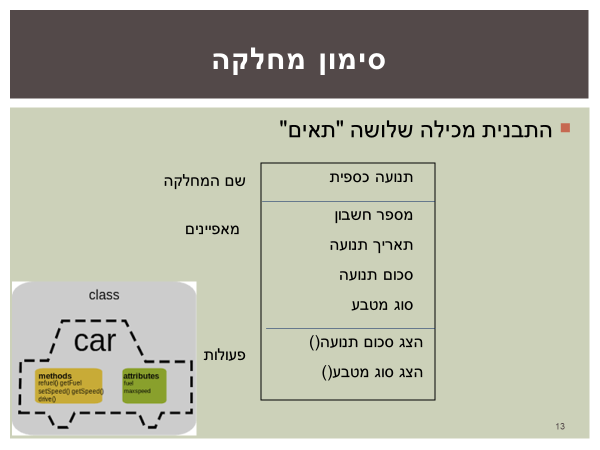 סימון מחלקה
התבנית מכילה שלושה "תאים"
שם המחלקה
תנועה כספית
מאפיינים
מספר חשבון
תאריך תנועה
סכום תנועה
סוג מטבע
פעולות
הצג סכום תנועה()
הצג סוג מטבע()
class
car
methods
refuel() getFuel
setSpeed() getSpeed()
drive()
attributes
fuel
maxspeed
13